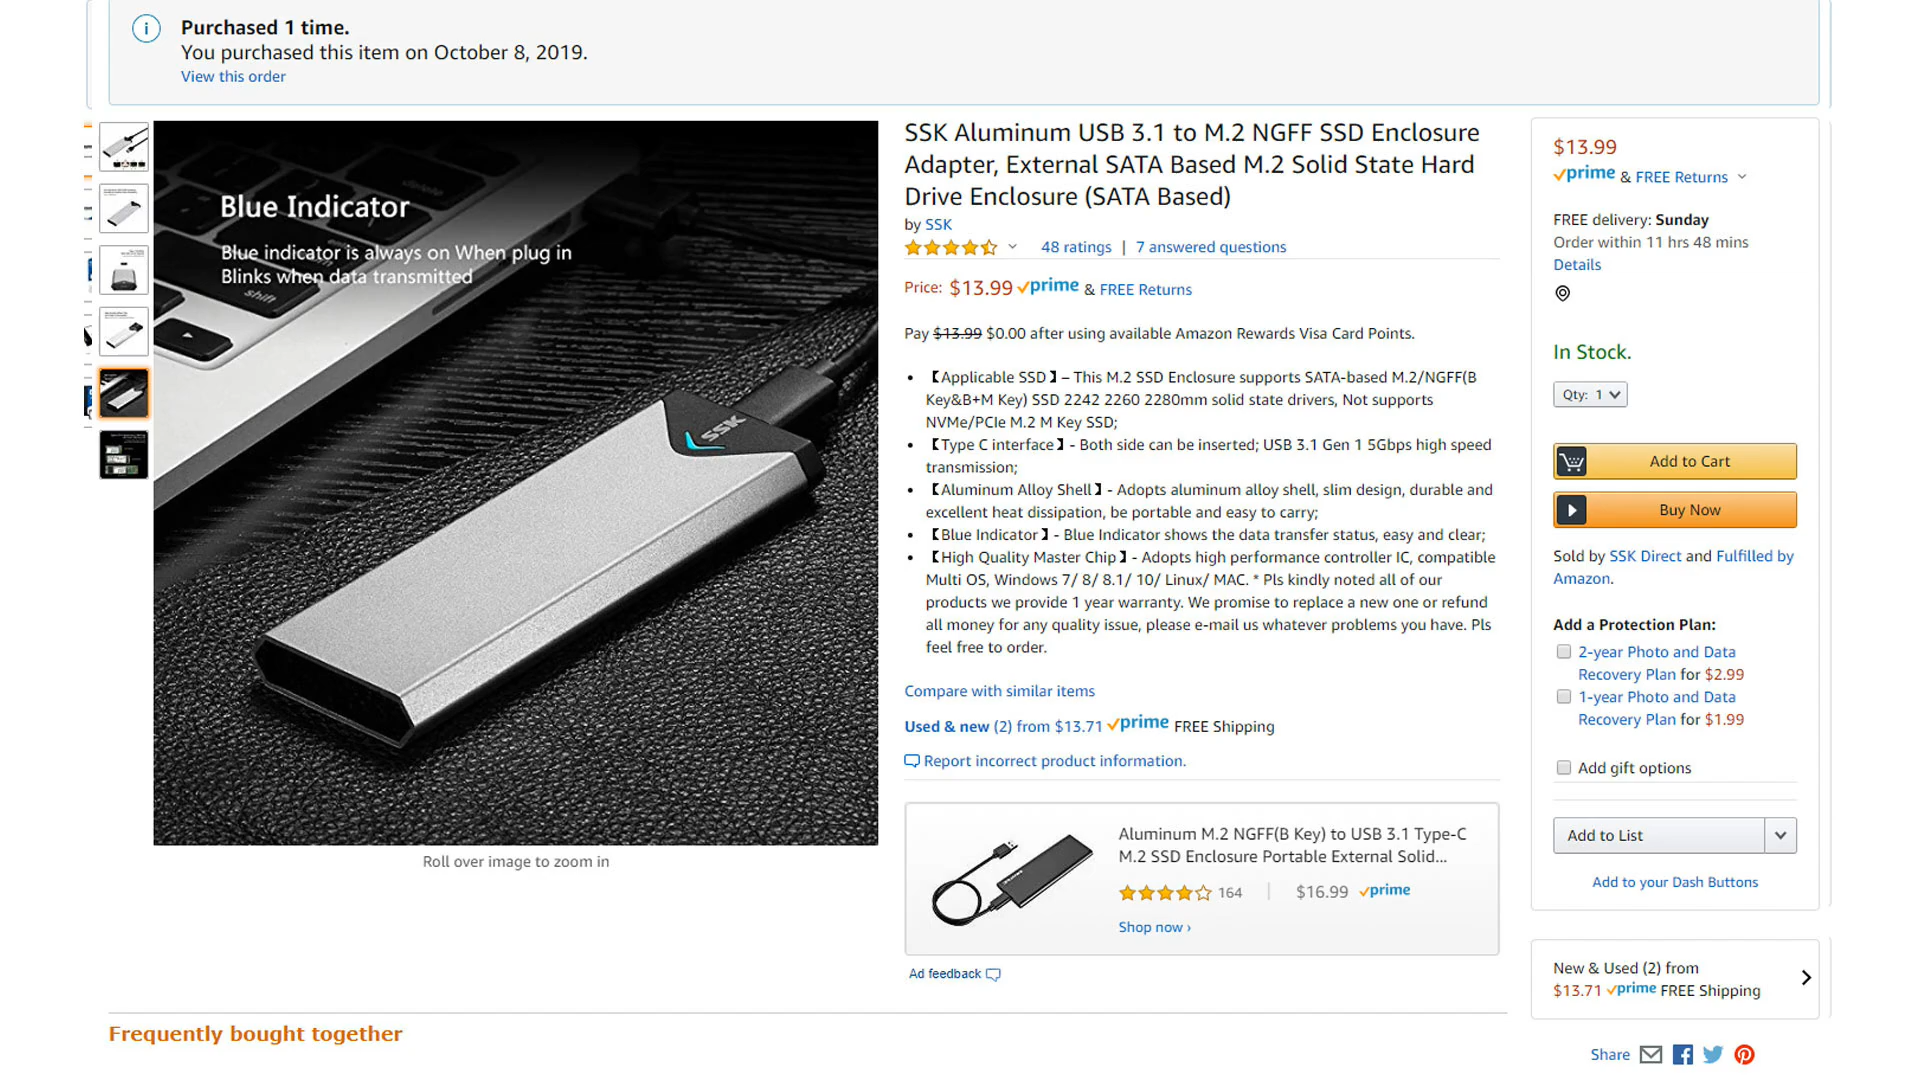 Purchased 1 time.
You purchased this item on October 8, 2019.
View this order
Blue Indicator
Blue indicator is always on When plug in
Blinks when data transmitted
shift
SSK
Roll over image to zoom in
SSK Aluminum USB 3.1 to M.2 NGFF SSD Enclosure
Adapter, External SATA Based M.2 Solid State Hard
Drive Enclosure (SATA Based)
by SSK
48 ratings | 7 answered questions
Price: $13.99 prime & FREE Returns
Pay $13.99 $0.00 after using available Amazon Rewards Visa Card Points.
• 【Applicable SSD】– This M.2 SSD Enclosure supports SATA-based M.2/NGFF(B
Key&B+M Key) SSD 2242 2260 2280mm solid state drivers, Not supports
NVMe/PCIe M.2 M Key SSD;
• 【Type C interface】- Both side can be inserted; USB 3.1 Gen 1 5Gbps high speed
transmission;
• 【Aluminum Alloy Shell】- Adopts aluminum alloy shell, slim design, durable and
excellent heat dissipation, be portable and easy to carry;
• 【Blue Indicator】- Blue Indicator shows the data transfer status, easy and clear;
• 【High Quality Master Chip】- Adopts high performance controller IC, compatible
Multi OS, Windows 7/ 8/ 8.1/ 10/ Linux/ MAC. * Pls kindly noted all of our
products we provide 1 year warranty. We promise to replace a new one or refund
all money for any quality issue, please e-mail us whatever problems you have. Pls
feel free to order.
Compare with similar items
Used & new (2) from $13.71 prime FREE Shipping
Report incorrect product information.
Aluminum M.2 NGFF(B Key) to USB 3.1 Type-C
M.2 SSD Enclosure Portable External Solid...
164 | $16.99 prime
Shop now ›
Ad feedback
$13.99
prime & FREE Returns
FREE delivery: Sunday
Order within 11 hrs 48 mins
Details
In Stock.
Qty: 1
Add to Cart
Buy Now
Sold by SSK Direct and Fulfilled by
Amazon.
Add a Protection Plan:
2-year Photo and Data
Recovery Plan for $2.99
1-year Photo and Data
Recovery Plan for $1.99
Add gift options
Add to List
Add to your Dash Buttons
New & Used (2) from
$13.71 prime FREE Shipping
Share
Frequently bought together